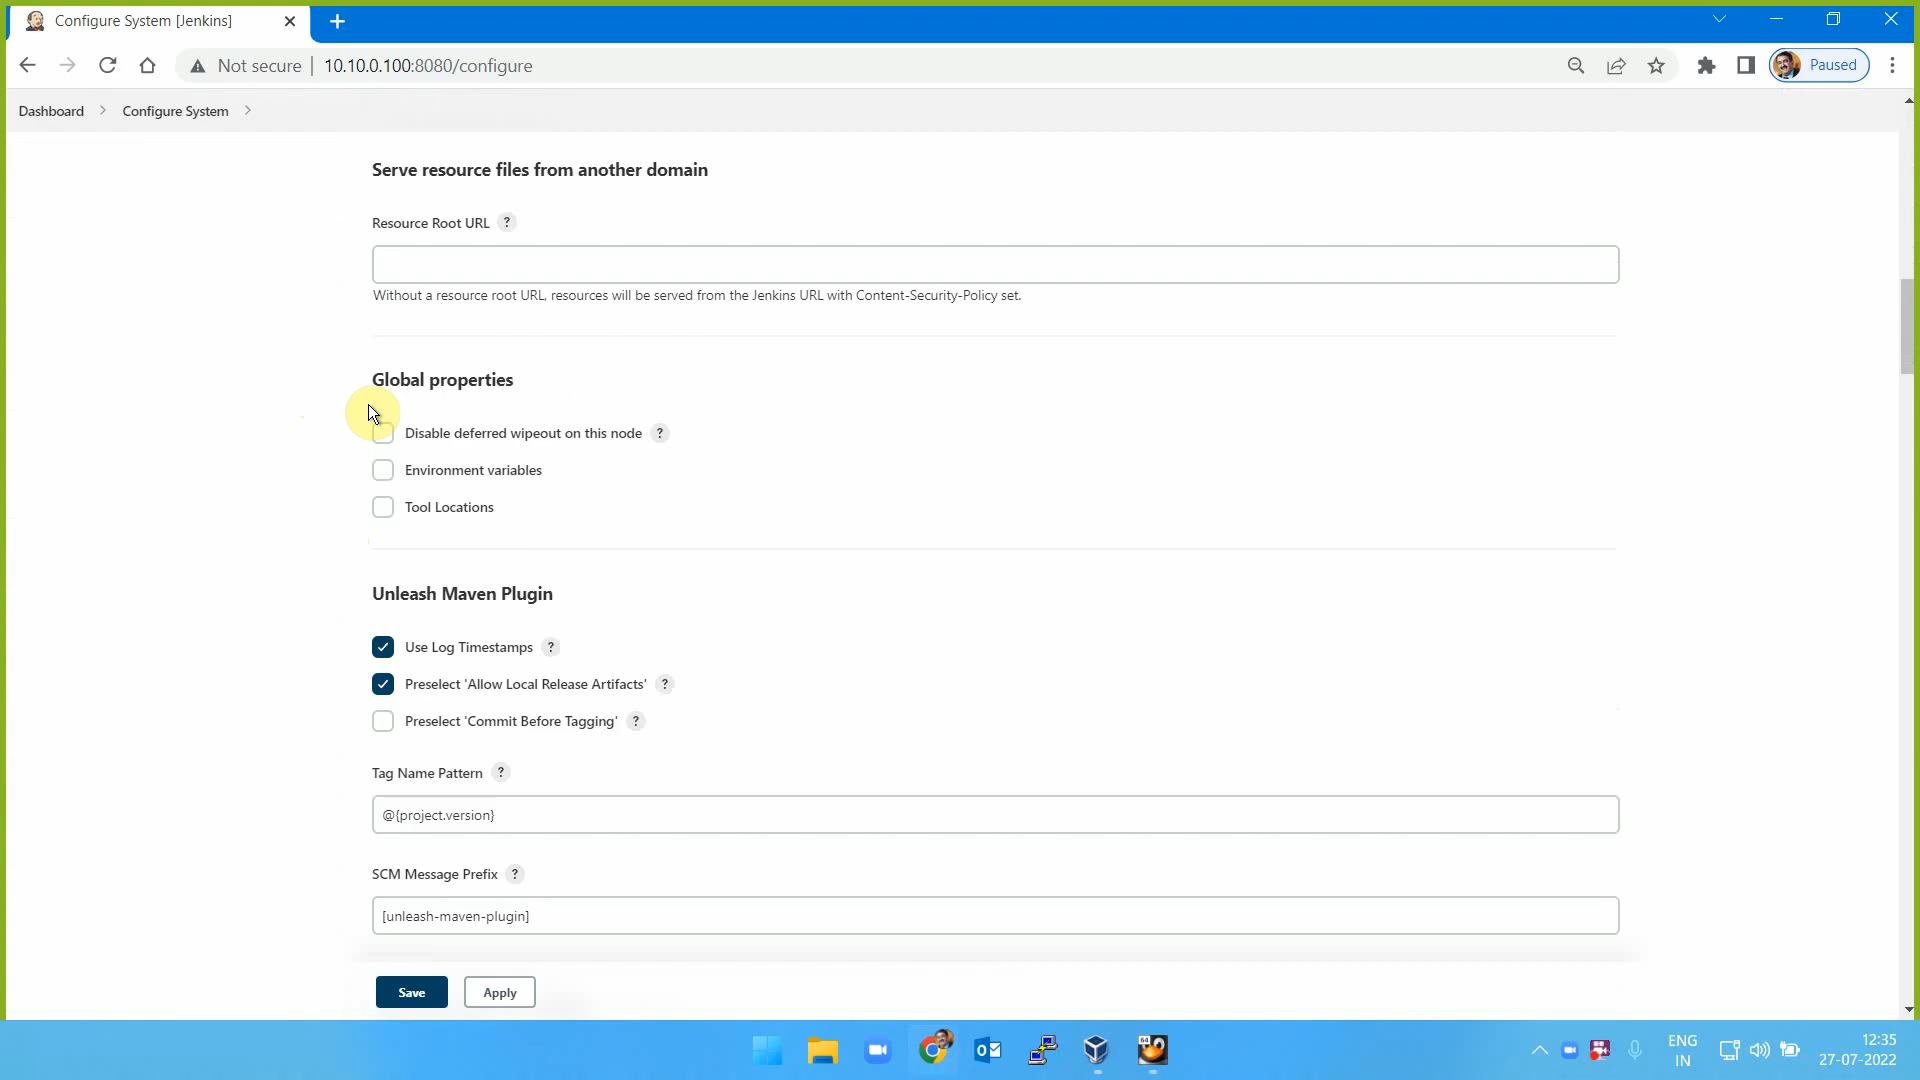 Configure System [Jenkins]
Not secure
10.10.0.100:8080/configure
Paused
Dashboard
Configure System
Serve resource files from another domain
Resource Root URL ?
Without a resource root URL, resources will be served from the Jenkins URL with Content-Security-Policy set.
Global properties
Disable deferred wipeout on this node ?
Environment variables
Tool Locations
Unleash Maven Plugin
Use Log Timestamps ?
Preselect 'Allow Local Release Artifacts' ?
Preselect 'Commit Before Tagging' ?
Tag Name Pattern ?
@{project.version}
SCM Message Prefix ?
[unleash-maven-plugin]
Save
Apply
64
ENG
IN
12:35
27-07-2022